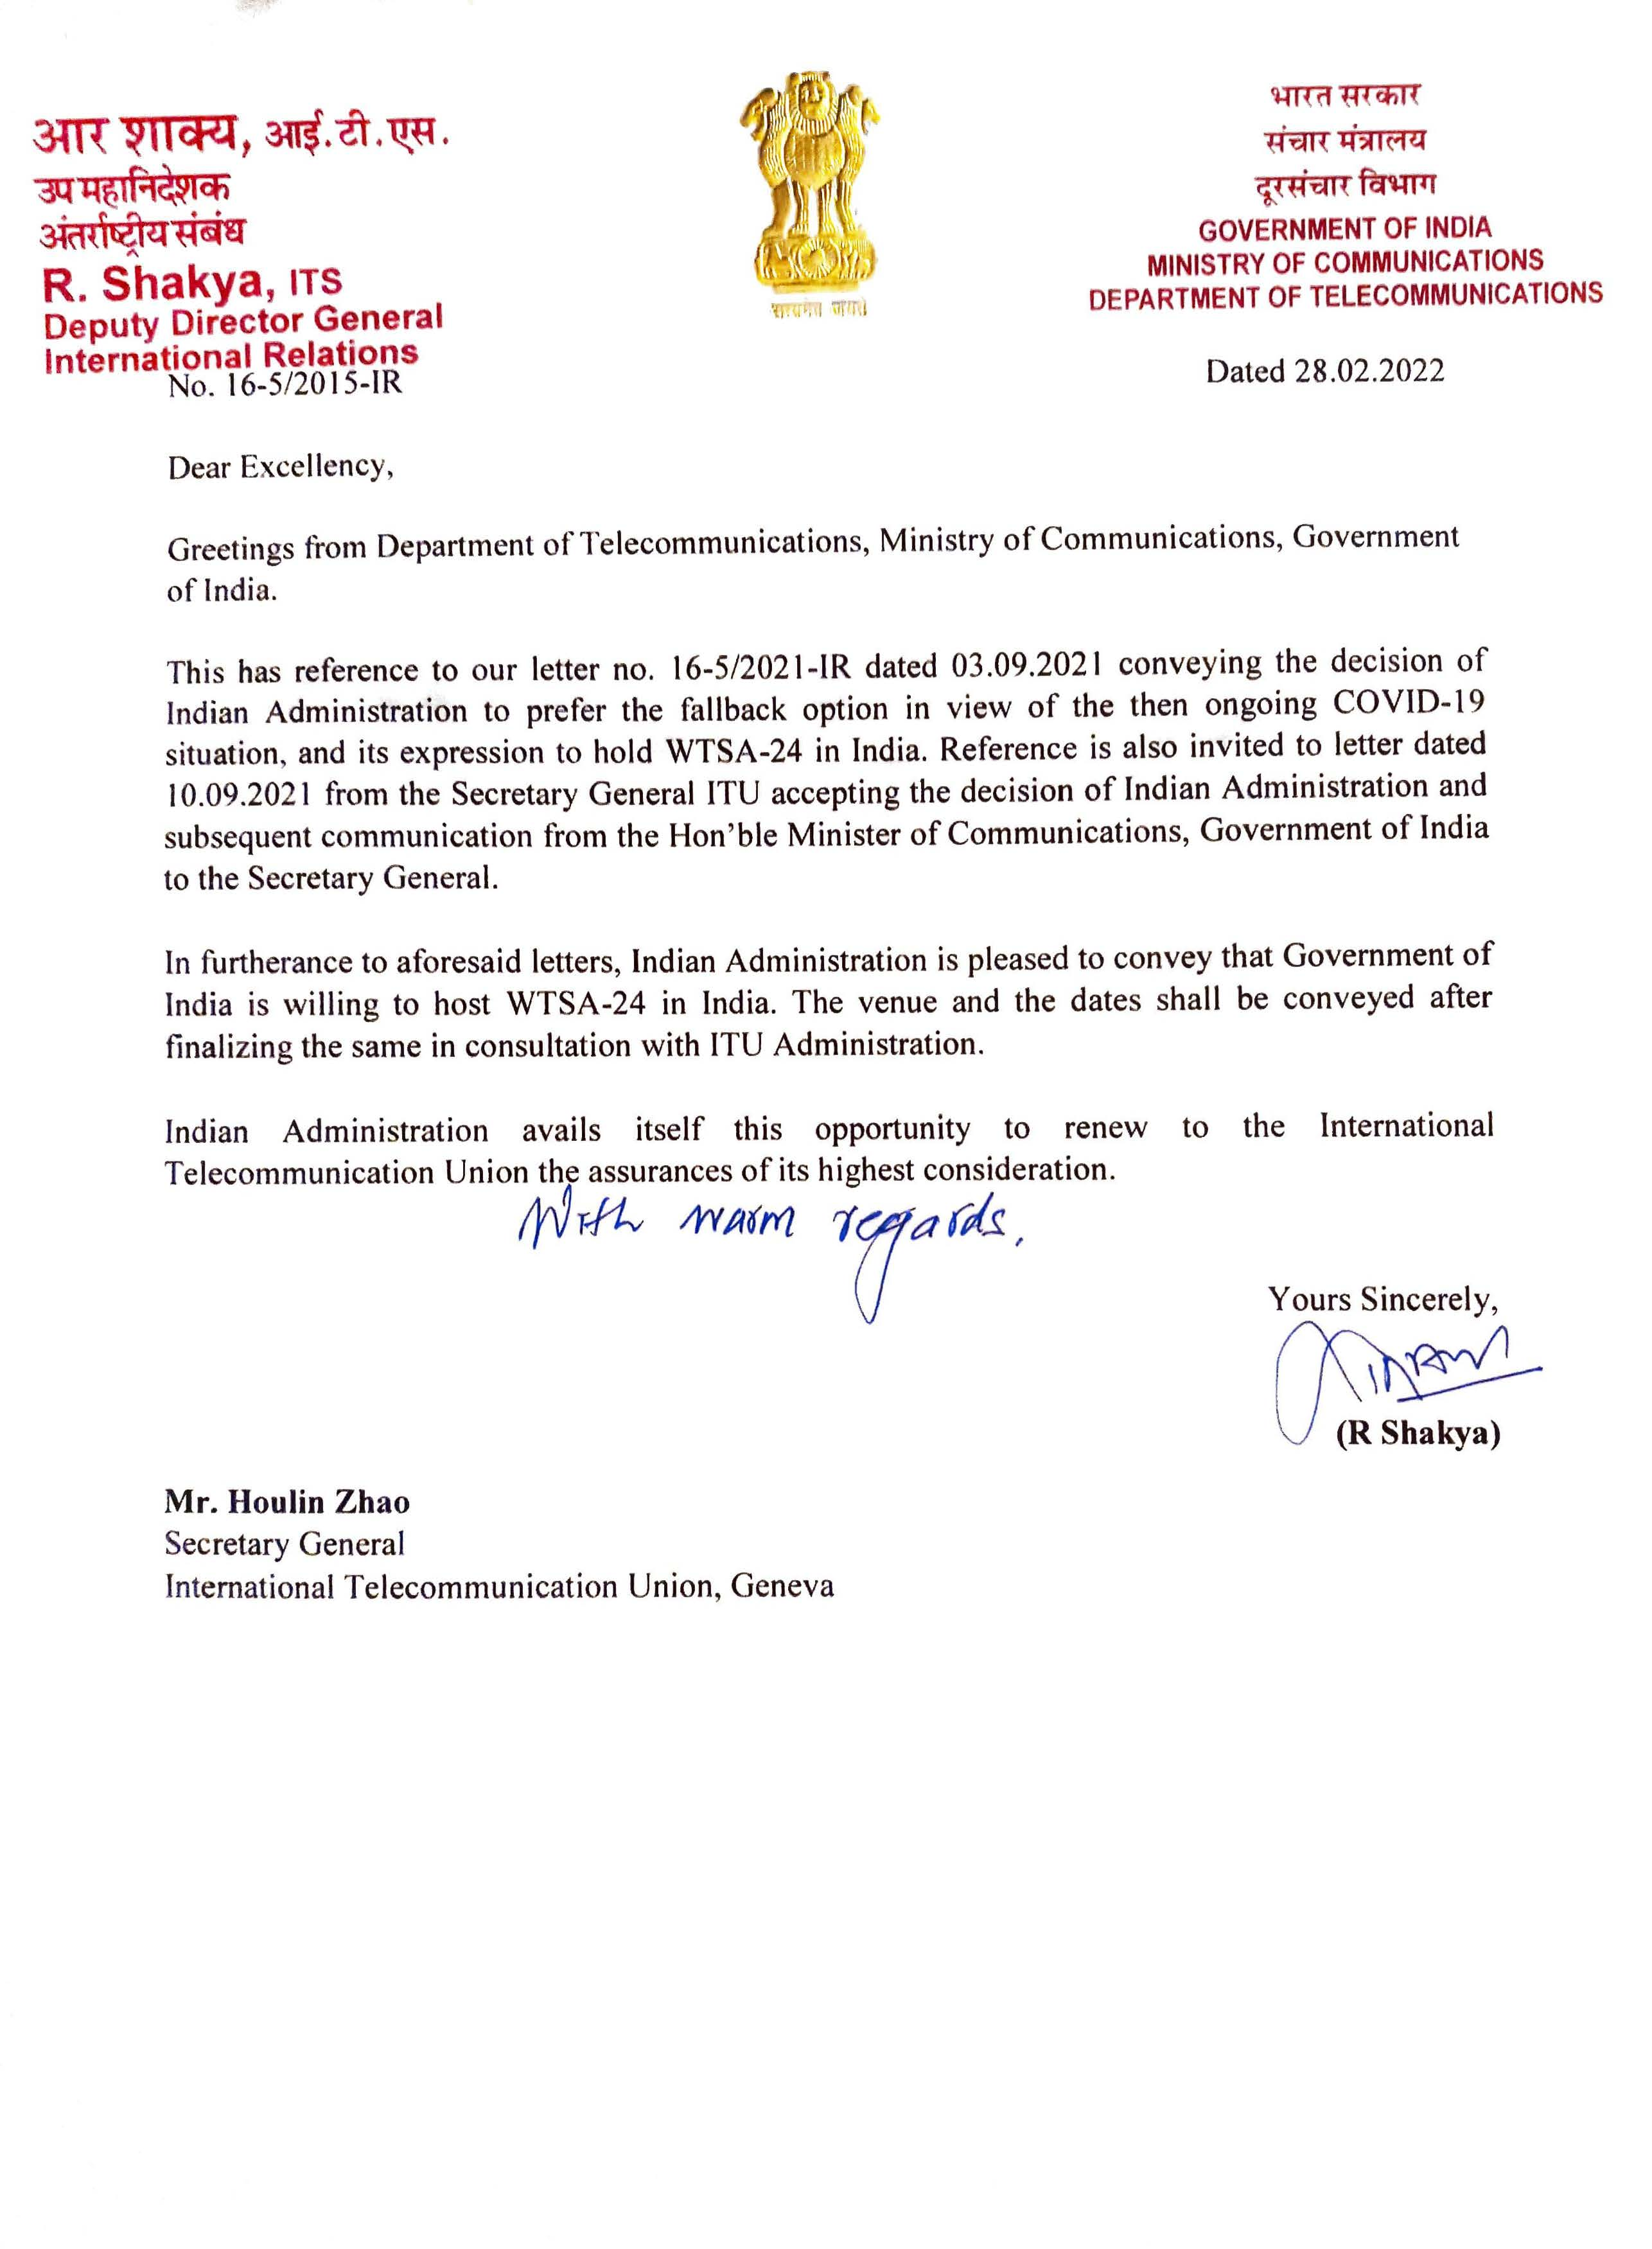 आर शाक्य, आई.टी.एस.
उप महानिदेशक
अंतर्राष्ट्रीय संबंध
R. Shakya, ITS
Deputy Director General
International Relations
सत्यमेव जयते
भारत सरकार
संचार मंत्रालय
दूरसंचार विभाग
GOVERNMENT OF INDIA
MINISTRY OF COMMUNICATIONS
DEPARTMENT OF TELECOMMUNICATIONS
No. 16-5/2015-IR
Dated 28.02.2022
Dear Excellency,
Greetings from Department of Telecommunications, Ministry of Communications, Government
of India.
This has reference to our letter no. 16-5/2021-IR dated 03.09.2021 conveying the decision of
Indian Administration to prefer the fallback option in view of the then ongoing COVID-19
situation, and its expression to hold WTSA-24 in India. Reference is also invited to letter dated
10.09.2021 from the Secretary General ITU accepting the decision of Indian Administration and
subsequent communication from the Hon’ble Minister of Communications, Government of India
to the Secretary General.
In furtherance to aforesaid letters, Indian Administration is pleased to convey that Government of
India is willing to host WTSA-24 in India. The venue and the dates shall be conveyed after
finalizing the same in consultation with ITU Administration.
Indian Administration avails itself this opportunity to renew to the International
Telecommunication Union the assurances of its highest consideration.
With warm regards,
Yours Sincerely,
(R Shakya)
Mr. Houlin Zhao
Secretary General
International Telecommunication Union, Geneva